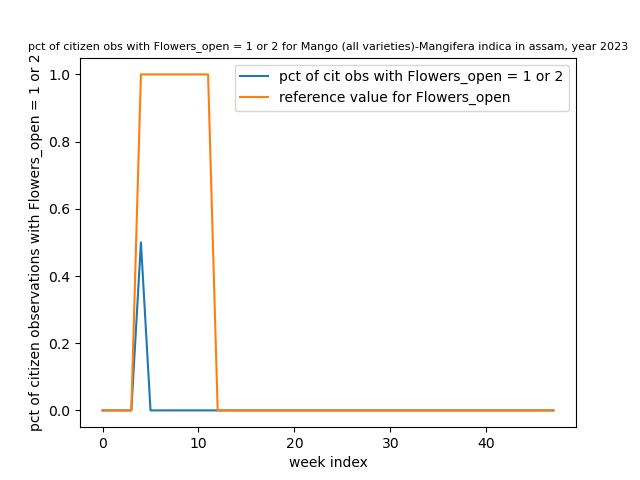 pct of citizen obs with Flowers_open = 1 or 2 for Mango (all varieties)-Mangifera indica in assam, year 2023
pct of citizen observations with Flowers_open = 1 or 2
1.0
0.8
0.6
0.4
0.2
0.0
pct of cit obs with Flowers_open = 1 or 2
reference value for Flowers_open
0 10 20 30 40
week index